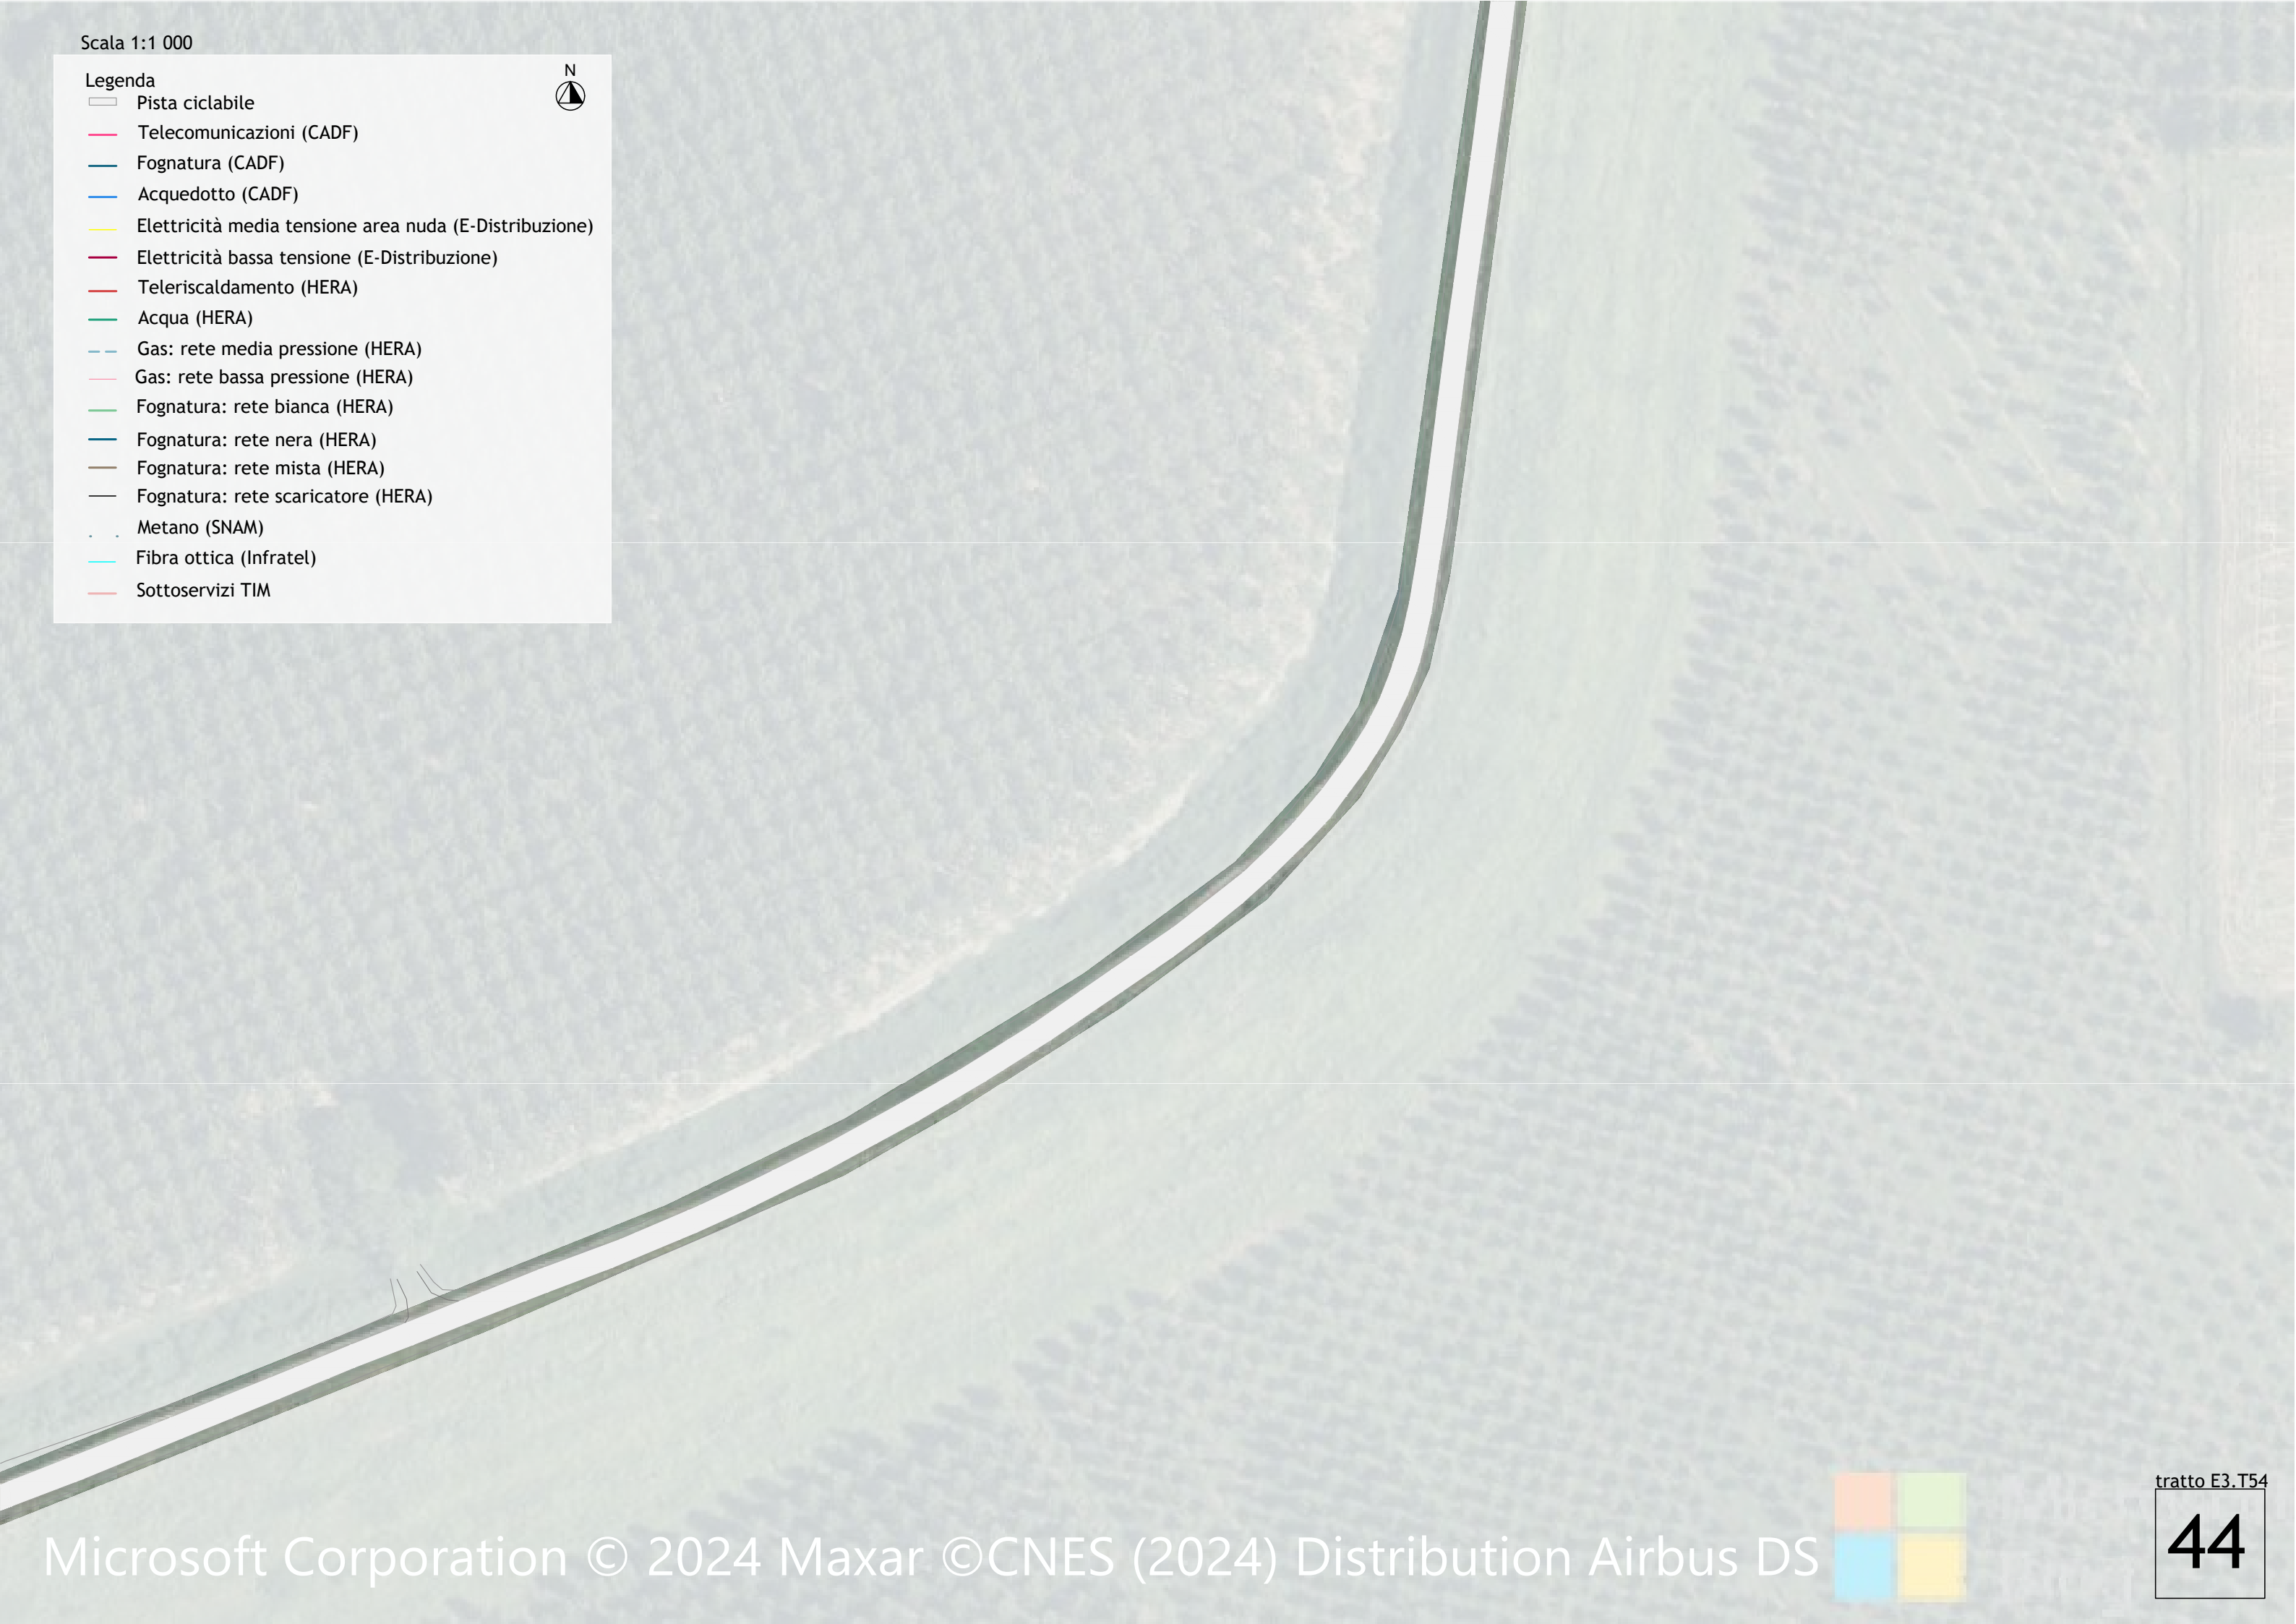 Scala 1:1 000
Legenda
N
Pista ciclabile
Telecomunicazioni (CADF)
Fognatura (CADF)
Acquedotto (CADF)
Elettricità media tensione area nuda (E-Distribuzione)
Elettricità bassa tensione (E-Distribuzione)
Teleriscaldamento (HERA)
Acqua (HERA)
Gas: rete media pressione (HERA)
Gas: rete bassa pressione (HERA)
Fognatura: rete bianca (HERA)
Fognatura: rete nera (HERA)
Fognatura: rete mista (HERA)
Fognatura: rete scaricatore (HERA)
Metano (SNAM)
Fibra ottica (Infratel)
Sottoservizi TIM
tratto E3.T54
44
Microsoft Corporation © 2024 Maxar ©CNES (2024) Distribution Airbus DS